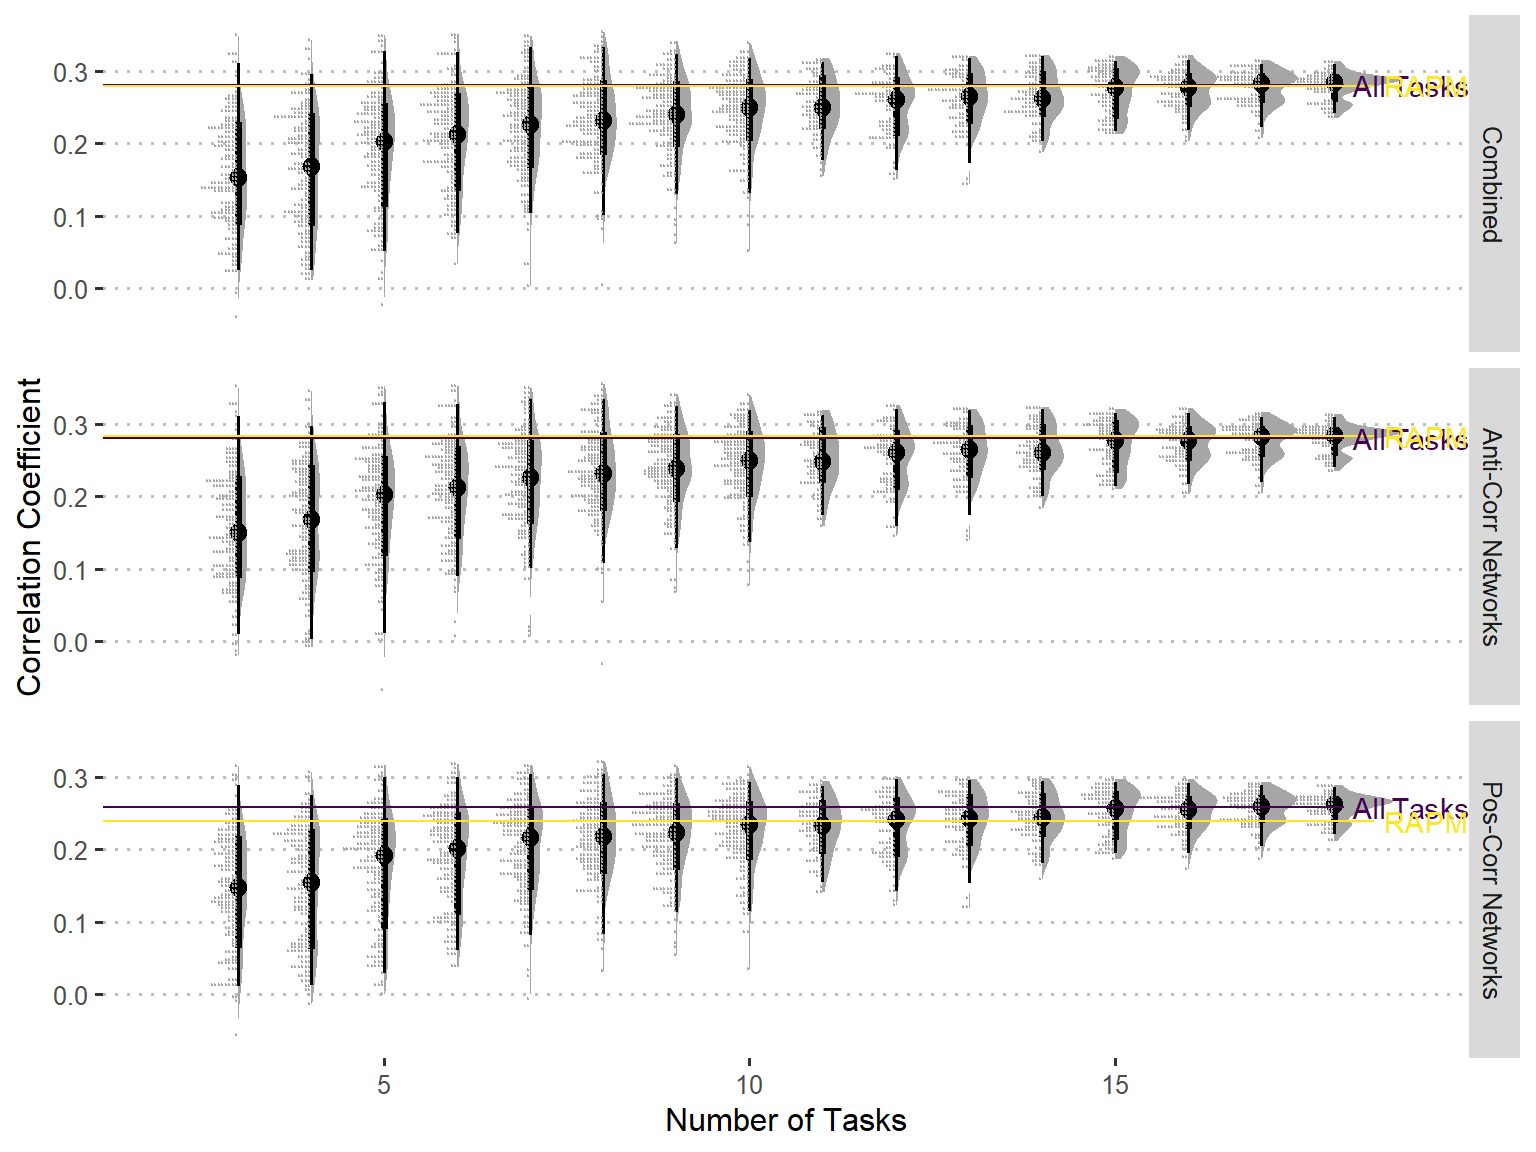 0.3
0.2
0.1
0.0
All Tasks
RAPM
Combined
0.3
0.2
0.1
0.0
All Tasks
RAPM
Anti-Corr Networks
0.3
0.2
0.1
0.0
All Tasks
RAPM
Pos-Corr Networks
Correlation Coefficient
5 10 15
Number of Tasks